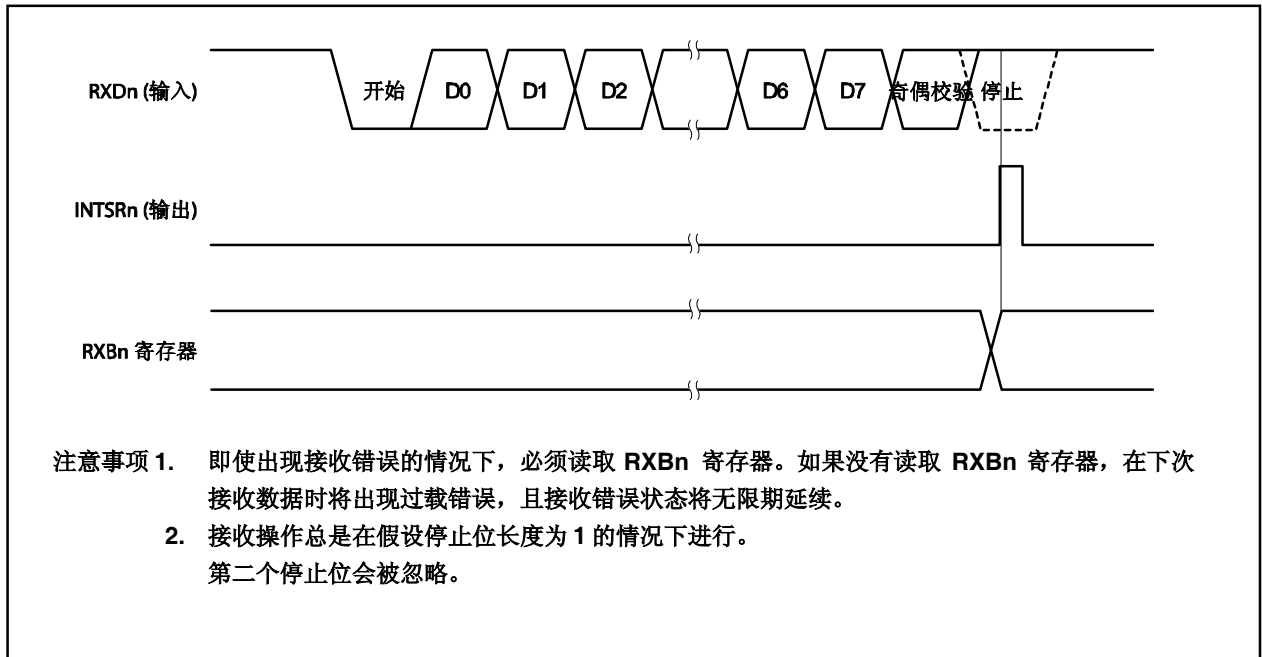 RXDn (输入) 开始 D0 D1 D2 D6 D7 奇偶校验 停止
INTSRn (输出)
RXBn 寄存器
注意事项 1. 即使出现接收错误的情况下，必须读取 RXBn 寄存器。如果没有读取 RXBn 寄存器，在下次
接收数据时将出现过载错误，且接收错误状态将无限期延续。
2. 接收操作总是在假设停止位长度为 1 的情况下进行。
第二个停止位会被忽略。